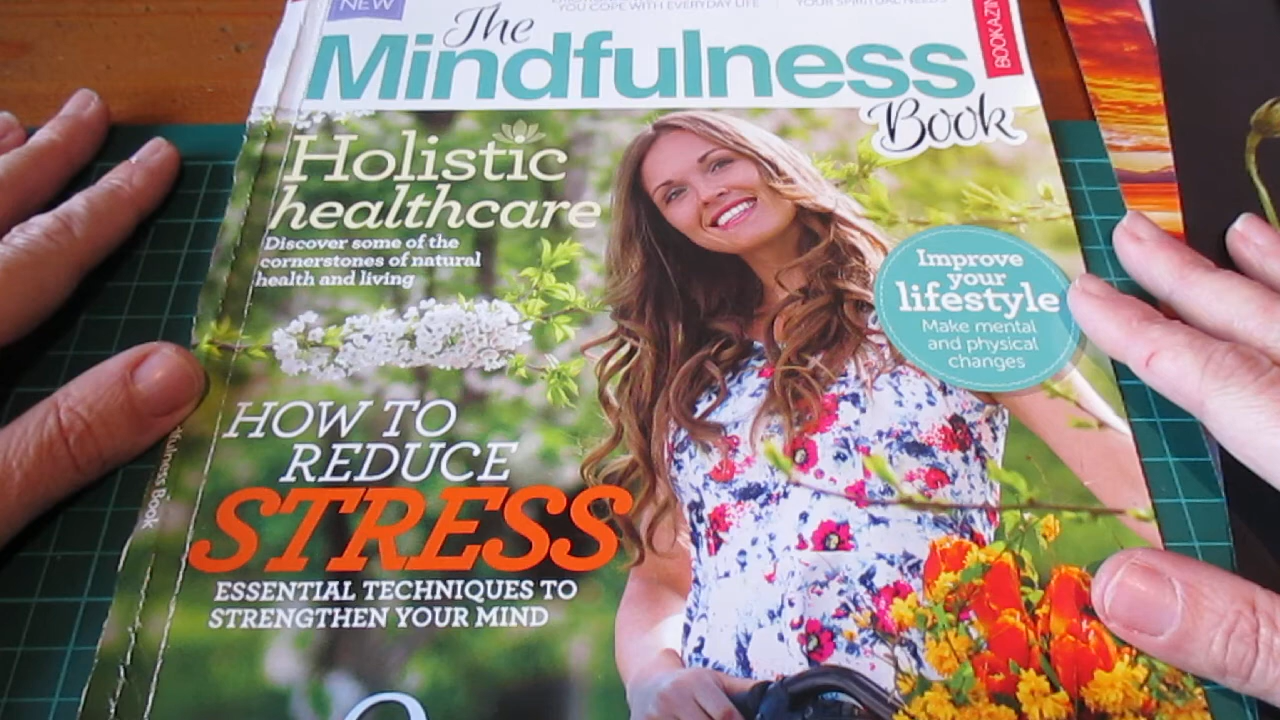 NEW
YOU COPE WITH EVERYDAY LIFE
YOUR SPIRITUAL NEEDS
The
Mindfulness
Book
BOOKAZIN
Holistic
healthcare
Discover some of the
cornerstones of natural
health and living
Improve
your
lifestyle
Make mental
and physical
changes
HOW TO
REDUCE
STRESS
ESSENTIAL TECHNIQUES TO
STRENGTHEN YOUR MIND
Book